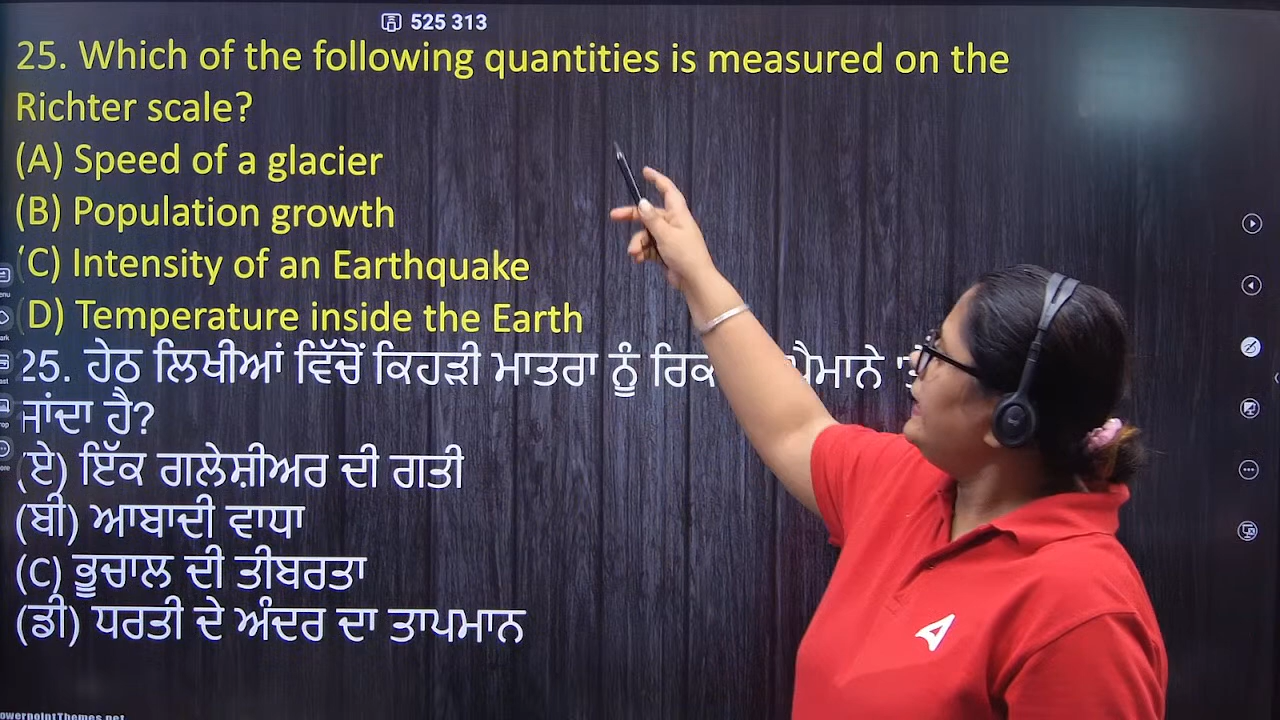 525 313
25. Which of the following quantities is measured on the
Richter scale?
(A) Speed of a glacier
(B) Population growth
(C) Intensity of an Earthquake
(D) Temperature inside the Earth
25. ਹੇਠ ਲਿਖੀਆਂ ਵਿੱਚੋਂ ਕਿਹੜੀ ਮਾਤਰਾ ਨੂੰ
ਜਾਂਦਾ ਹੈ?
(ਏ) ਇੱਕ ਗਲੇਸ਼ੀਅਰ ਦੀ ਗਤੀ
(ਬੀ) ਆਬਾਦੀ ਵਾਧਾ
(C) ਭੂਚਾਲ ਦੀ ਤੀਬਰਤਾ
(ਡੀ) ਧਰਤੀ ਦੇ ਅੰਦਰ ਦਾ ਤਾਪਮਾਨ